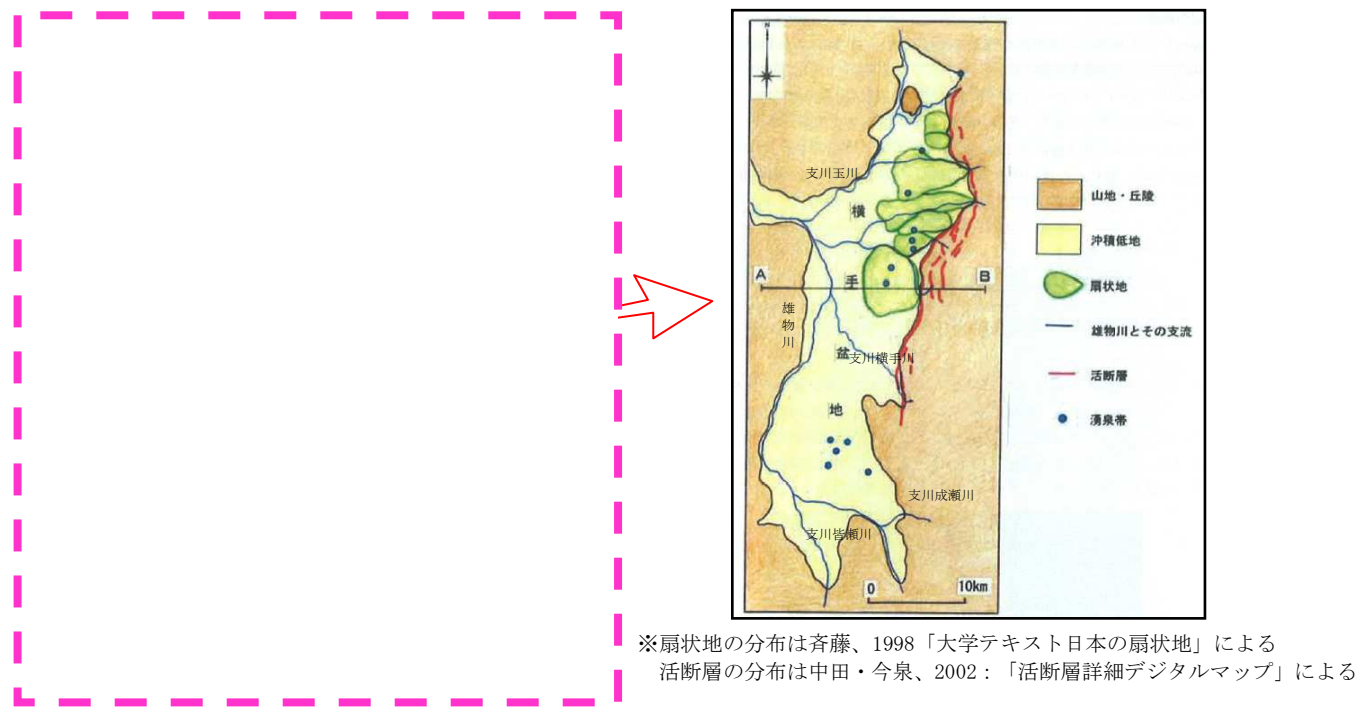 N
支川玉川
横
手
盆
地
A
B
雄
物
川
支川横手川
支川成瀬川
支川皆瀬川
0
10km
山地・丘陵
沖積低地
扇状地
雄物川とその支流
活断層
湧泉帯
※扇状地の分布は斉藤、1998「大学テキスト日本の扇状地」による
活断層の分布は中田・今泉、2002：「活断層詳細デジタルマップ」による